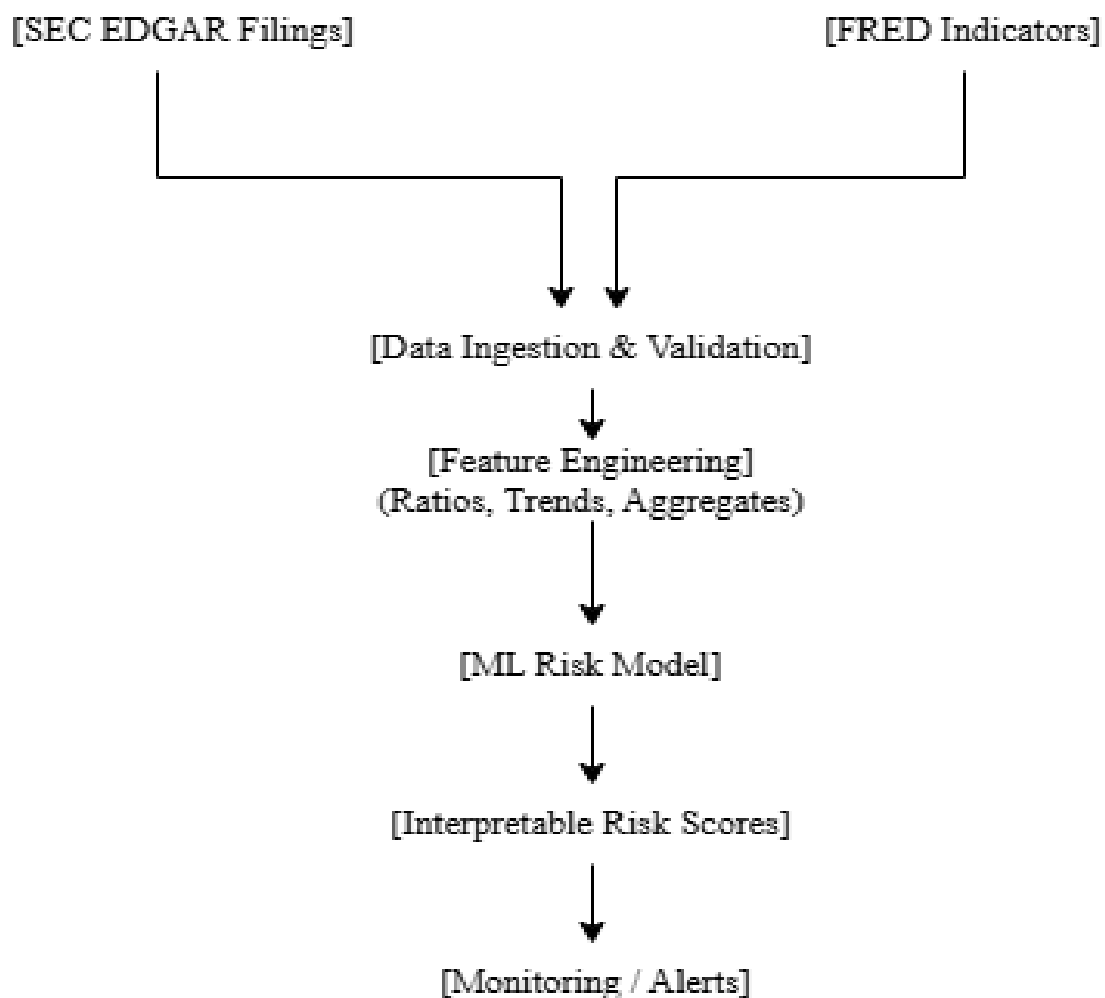 [SEC EDGAR Filings]
[FRED Indicators]
[Data Ingestion & Validation]
[Feature Engineering]
(Ratios, Trends, Aggregates)
[ML Risk Model]
[Interpretable Risk Scores]
[Monitoring / Alerts]